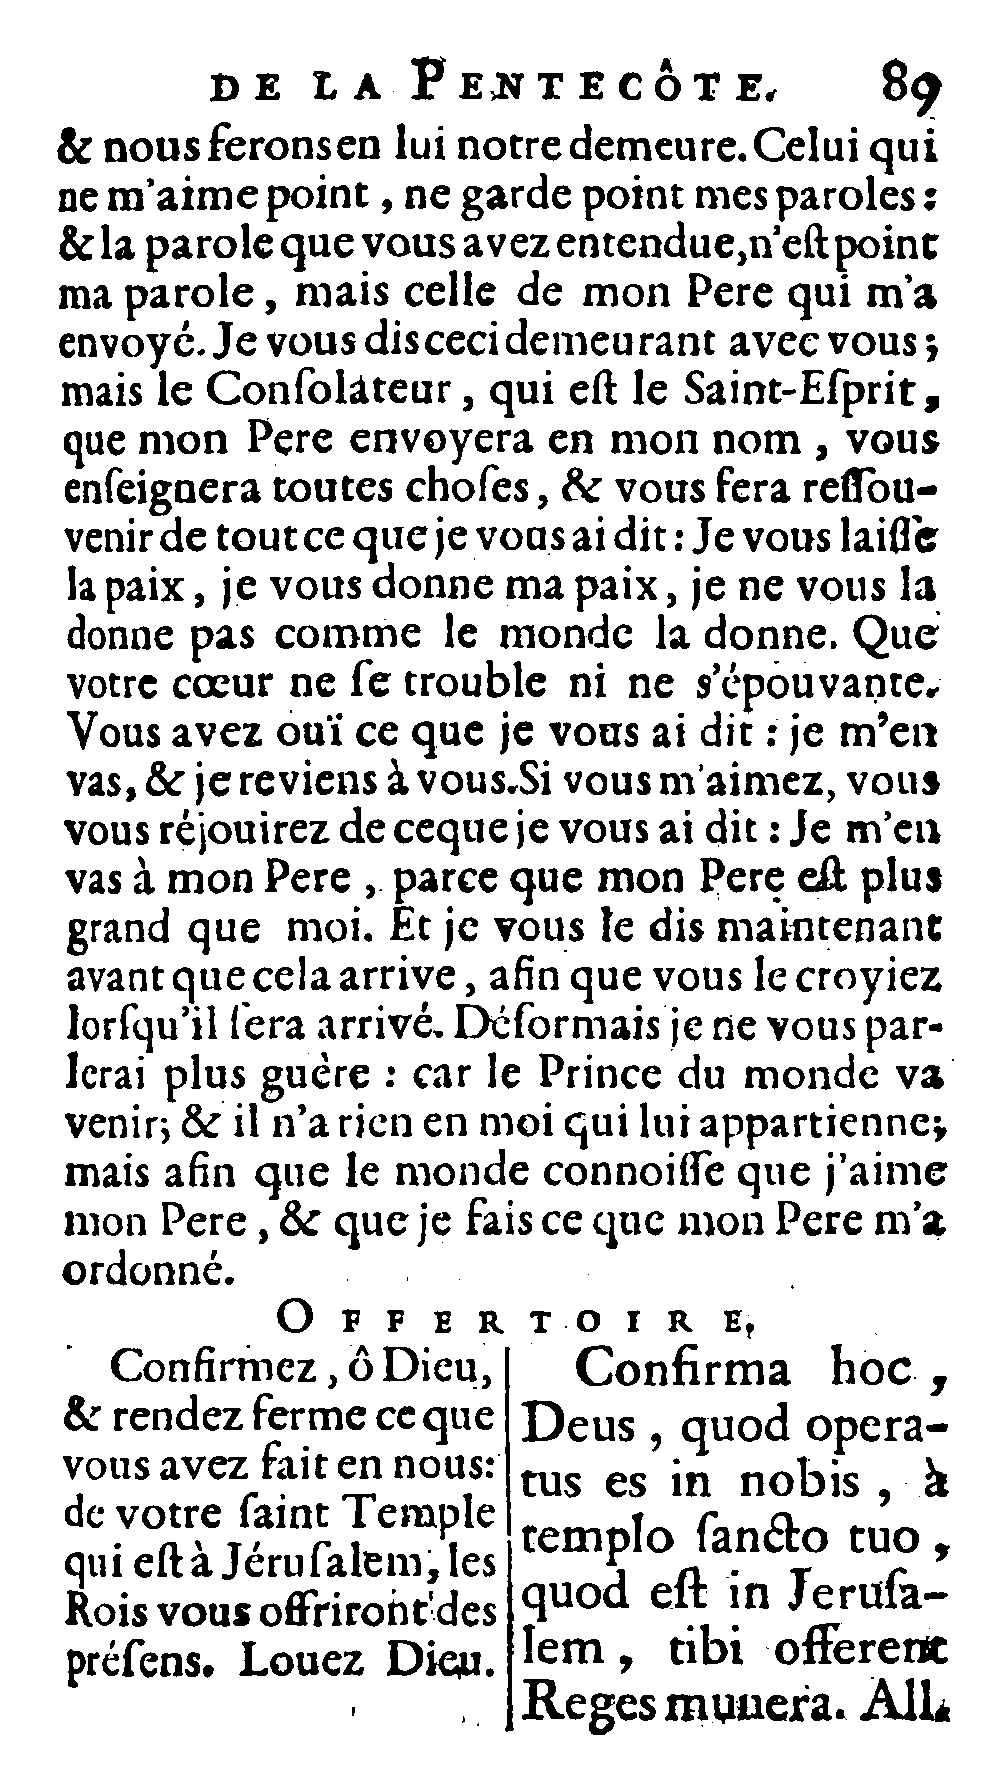 DE LA PENTECÔTE. 89
& nous ferons en lui notre demeure. Celui qui
ne m'aime point, ne garde point mes paroles :
& la parole que vous avez entendue, n'eſt point
ma parole, mais celle de mon Pere qui m'a
envoyé. Je vous dis ceci demeurant avec vous ;
mais le Conſolateur, qui eſt le Saint-Eſprit,
que mon Pere envoyera en mon nom, vous
enſeignera toutes choſes, & vous fera reſſou-
venir de tout ce que je vous ai dit : Je vous laiſſe
la paix, je vous donne ma paix, je ne vous la
donne pas comme le monde la donne. Que
votre cœur ne ſe trouble ni ne s'épouvante.
Vous avez ouï ce que je vous ai dit : je m'en
vas, & je reviens à vous. Si vous m'aimez, vous
vous réjouirez de ce que je vous ai dit : Je m'en
vas à mon Pere, parce que mon Pere eſt plus
grand que moi. Et je vous le dis maintenant
avant que cela arrive, afin que vous le croyiez
lorſqu'il ſera arrivé. Déſormais je ne vous par-
lerai plus guère : car le Prince du monde va
venir; & il n'a rien en moi qui lui appartienne;
mais afin que le monde connoiſſe que j'aime
mon Pere, & que je fais ce que mon Pere m'a
ordonné.
OFFERTOIRE,
Confirmez, ô Dieu,
& rendez ferme ce que
vous avez fait en nous:
de votre ſaint Temple
qui eſt à Jéruſalem, les
Rois vous offriront des
préſens. Louez Dieu.
Confirma hoc,
Deus, quod opera-
tus es in nobis, à
templo ſancto tuo,
quod eſt in Jeruſa-
lem, tibi offerent
Reges munera. All.